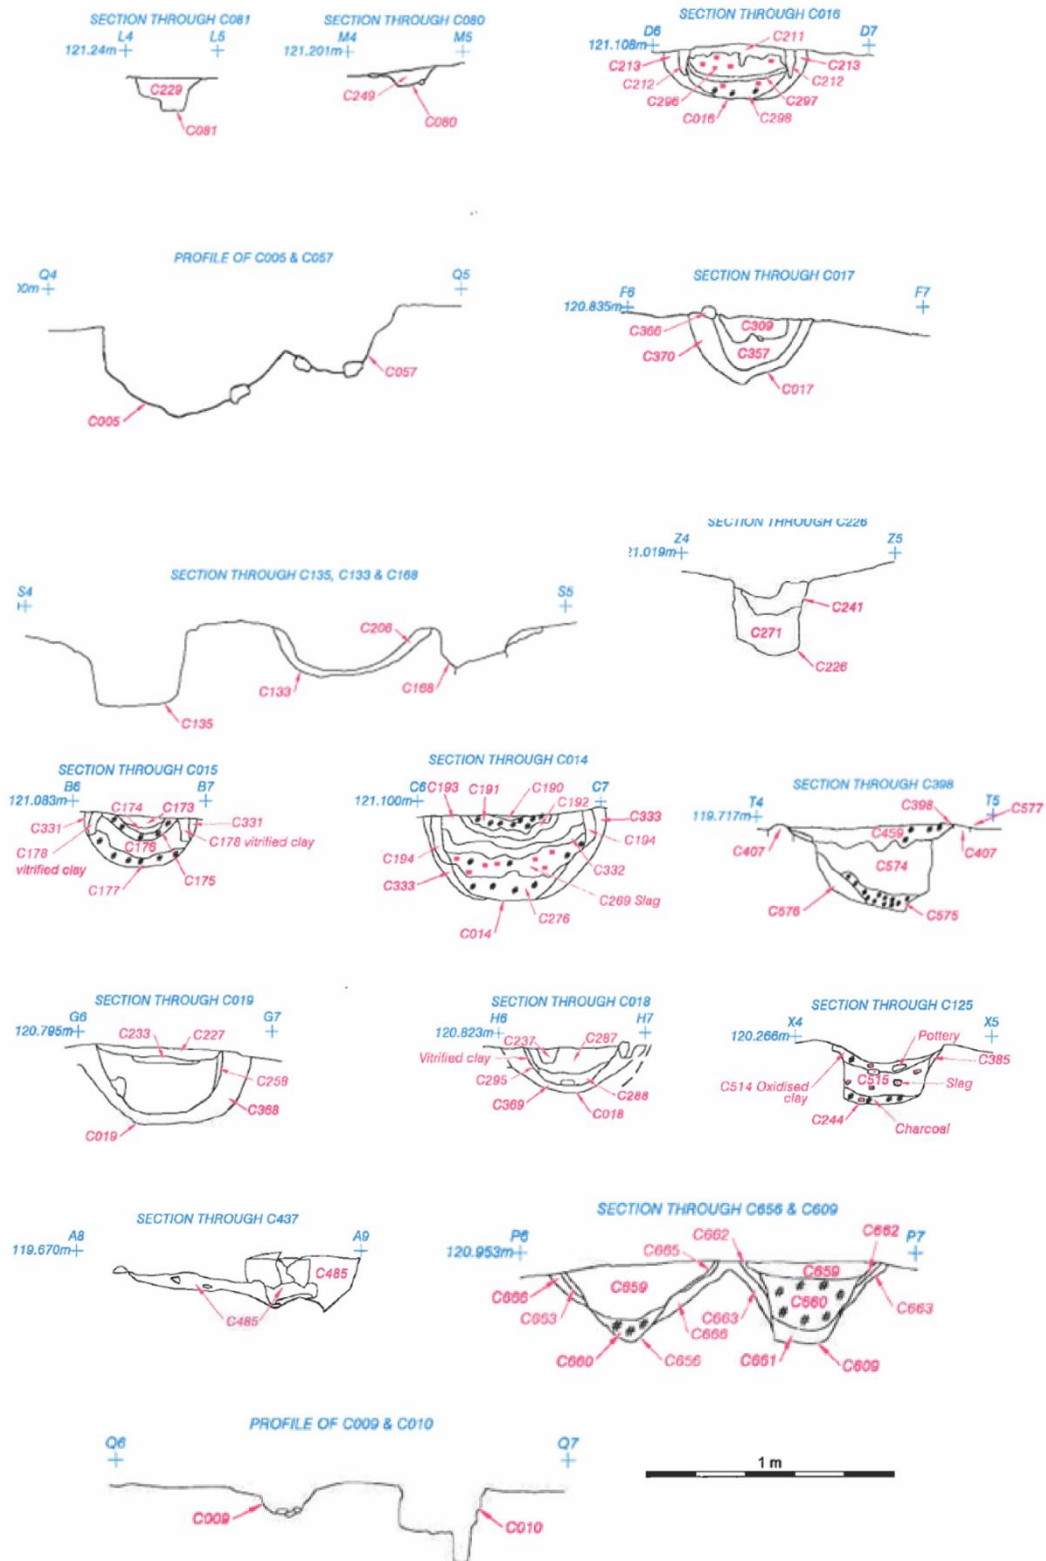 SECTION THROUGH C081
L4 L5
121.24m
C229
C081
SECTION THROUGH C080
M4 M5
121.201m
C249
C080
SECTION THROUGH C016
D6 D7
121.108m
C211
C213 C213
C212 C212
C296 C297
C016 C298
PROFILE OF C005 & C057
Q4 Q5
00m
C057
C005
SECTION THROUGH C017
F6 F7
120.835m
C366 C309
C370 C357
C017
SECTION THROUGH C135, C133 & C168
S4 S5
C206
C133 C168
C135
SECTION THROUGH C226
Z4 Z5
21.019m
C241
C271
C226
SECTION THROUGH C015
B6 B7
121.083m
C174 C173
C331 C331
C178 C176 C178 vitrified clay
vitrified clay
C177 C175
SECTION THROUGH C014
C6 C7
121.100m
C193 C191 C190
C192
C333
C194 C194
C333 C332
C269 Slag
C276
C014
SECTION THROUGH C398
T4 T5
119.717m
C398 C577
C407 C459 C407
C574
C576 C575
SECTION THROUGH C019
G6 G7
120.795m
C233 C227
C258
C368
C019
SECTION THROUGH C018
H6 H7
120.823m
C237 C287
Vitrified clay
C295
C369 C288
C018
SECTION THROUGH C125
X4 X5
120.266m
Pottery
C385
C514 Oxidised
clay
C515 Slag
C244
Charcoal
SECTION THROUGH C437
A8 A9
119.670m
C485
C485
SECTION THROUGH C656 & C609
P6 P7
120.953m
C665 C662 C662
C659 C659
C666 C660
C663 C663 C663
C666
C660 C656 C661 C609
PROFILE OF C009 & C010
Q6 Q7
C009 C010
1 m